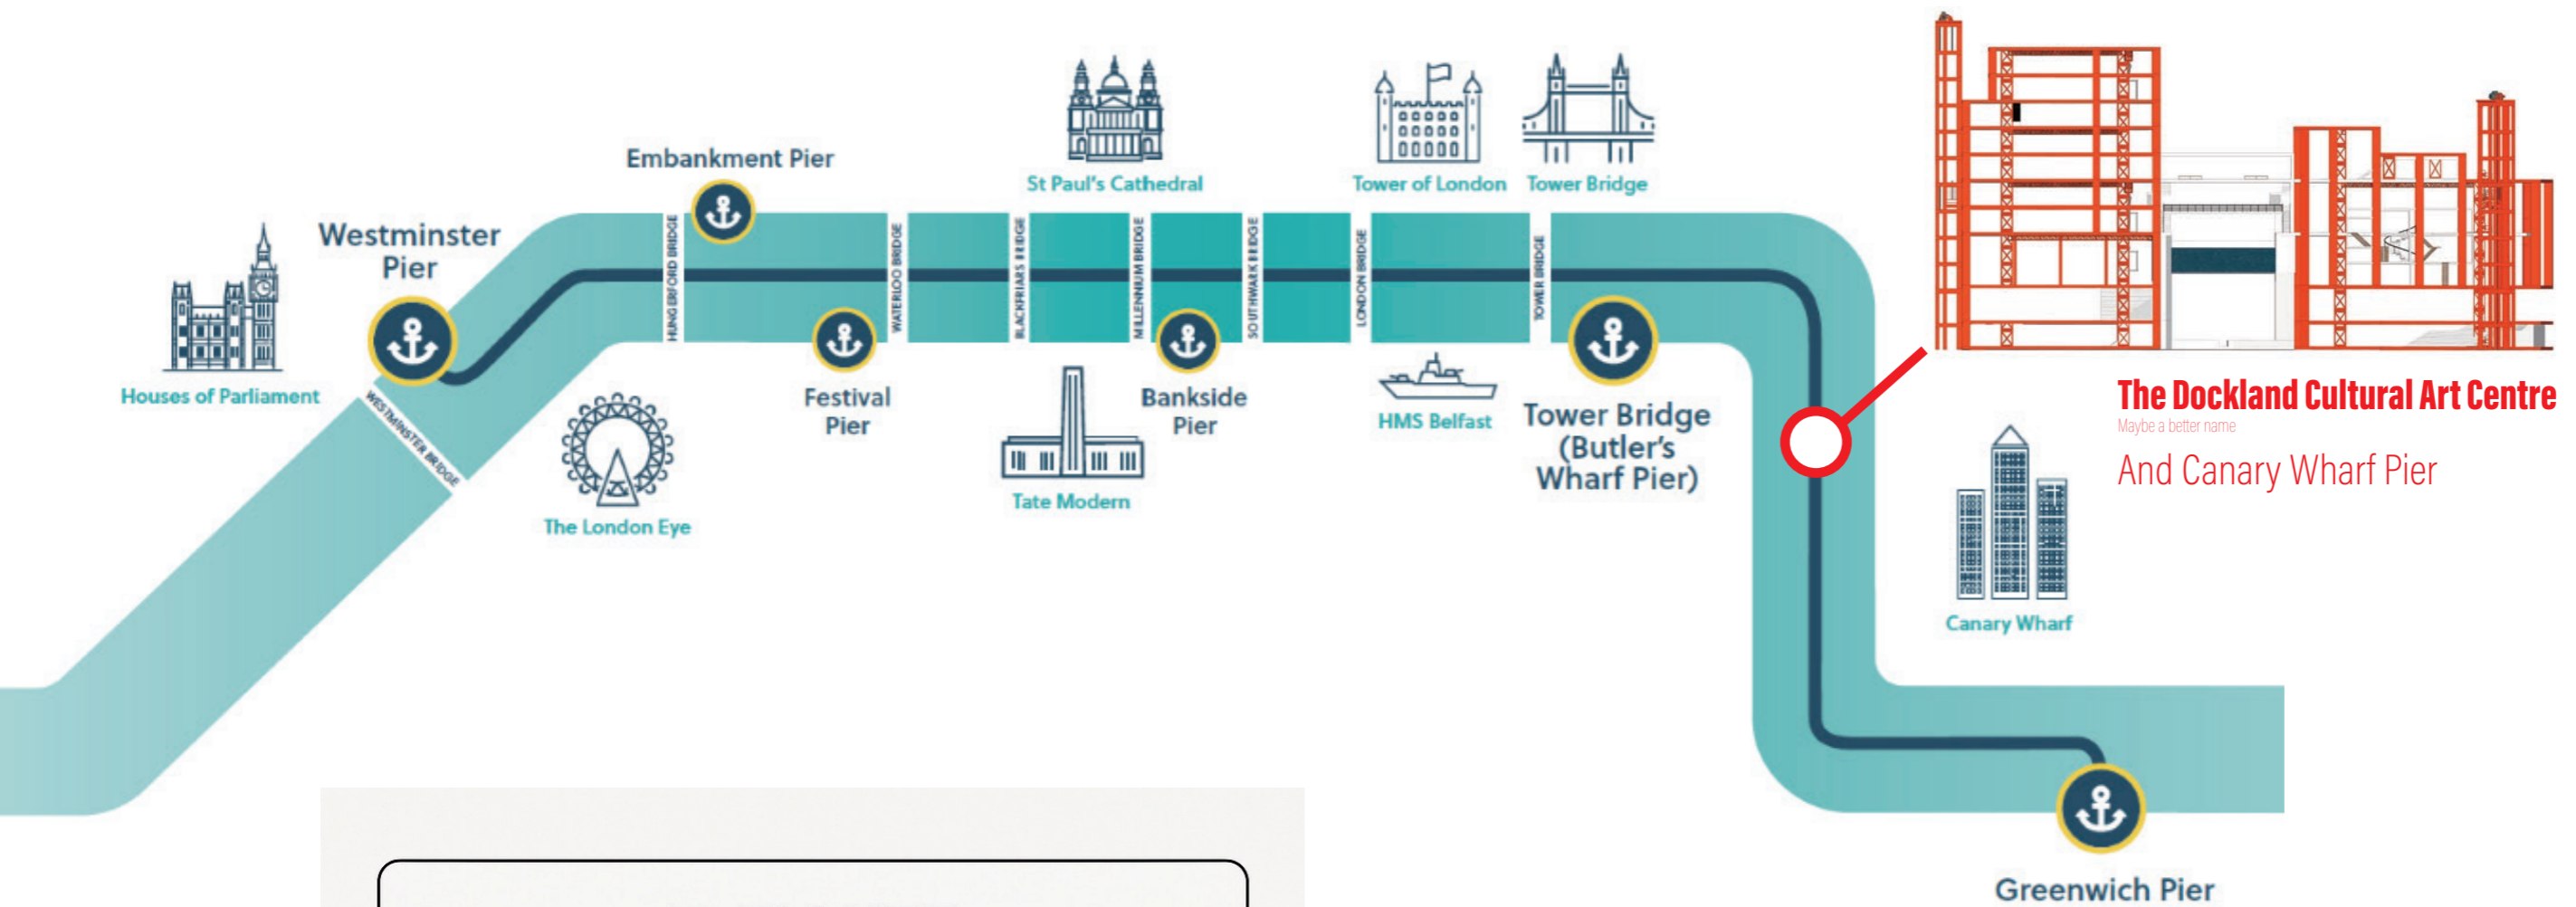 Embankment Pier
St Paul's Cathedral
Tower of London
Tower Bridge
Westminster
Pier
HUNGERFORD BRIDGE
WATERLOO BRIDGE
BLACKFRIARS BRIDGE
MILLENNIUM BRIDGE
SOUTHWARK BRIDGE
LONDON BRIDGE
TOWER BRIDGE
Houses of Parliament
WESTMINSTER BRIDGE
The London Eye
Festival
Pier
Tate Modern
Bankside
Pier
HMS Belfast
Tower Bridge
(Butler's
Wharf Pier)
The Dockland Cultural Art Centre
Maybe a better name
And Canary Wharf Pier
Canary Wharf
Greenwich Pier